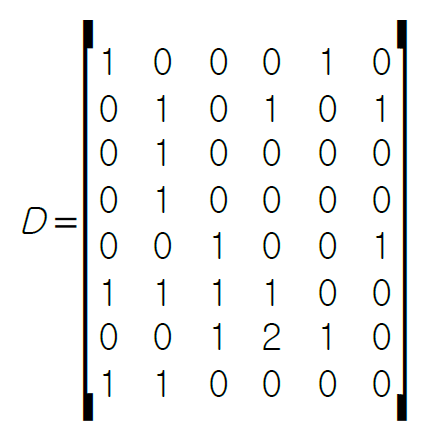 1 0 0 0 1 0
0 1 0 1 0 1
0 1 0 0 0 0
0 1 0 0 0 0
D = 0 0 1 0 0 1
1 1 1 1 0 0
0 0 1 2 1 0
1 1 0 0 0 0